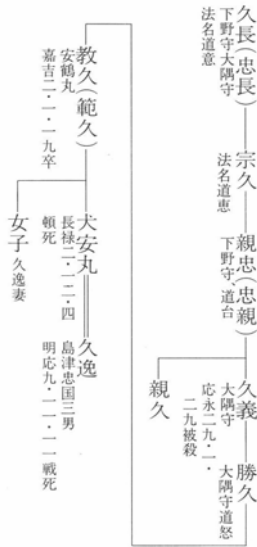 久長(忠長)
下野守大隅守
法名道意
宗久
法名道恵
親忠(忠親)
下野守、道台
久義
大隅守
応永二九・一・
二九被殺
勝久
大隅守道怒
親久
教久(範久)
安鶴丸
嘉吉二・一・一九卒
犬安丸
長禄二・一二・四
頓死
久逸
島津忠国三男
明応九・一一・一一戦死
女子
久逸妻